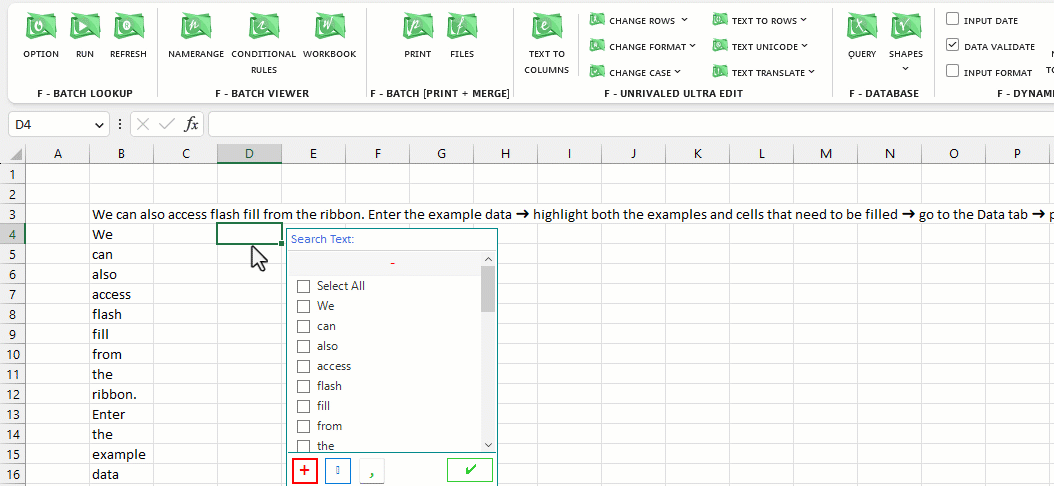 OPTION RUN REFRESH NAMERANGE CONDITIONAL RULES WORKBOOK PRINT FILES TEXT TO COLUMNS
CHANGE ROWS TEXT TO ROWS
CHANGE FORMAT TEXT UNICODE
CHANGE CASE TEXT TRANSLATE
QUERY SHAPES
INPUT DATE
DATA VALIDATE
INPUT FORMAT
F - BATCH LOOKUP F - BATCH VIEWER F - BATCH [PRINT + MERGE] F - UNRIVALED ULTRA EDIT F - DATABASE F - DYNAM
D4 fx
A B C D E F G H I J K L M N O P
1
2
3 We can also access flash fill from the ribbon. Enter the example data → highlight both the examples and cells that need to be filled → go to the Data tab → p
4 We
5 can
6 also
7 access
8 flash
9 fill
10 from
11 the
12 ribbon.
13 Enter
14 the
15 example
16 data
Search Text:
-
Select All
We
can
also
access
flash
fill
from
the
+ ,